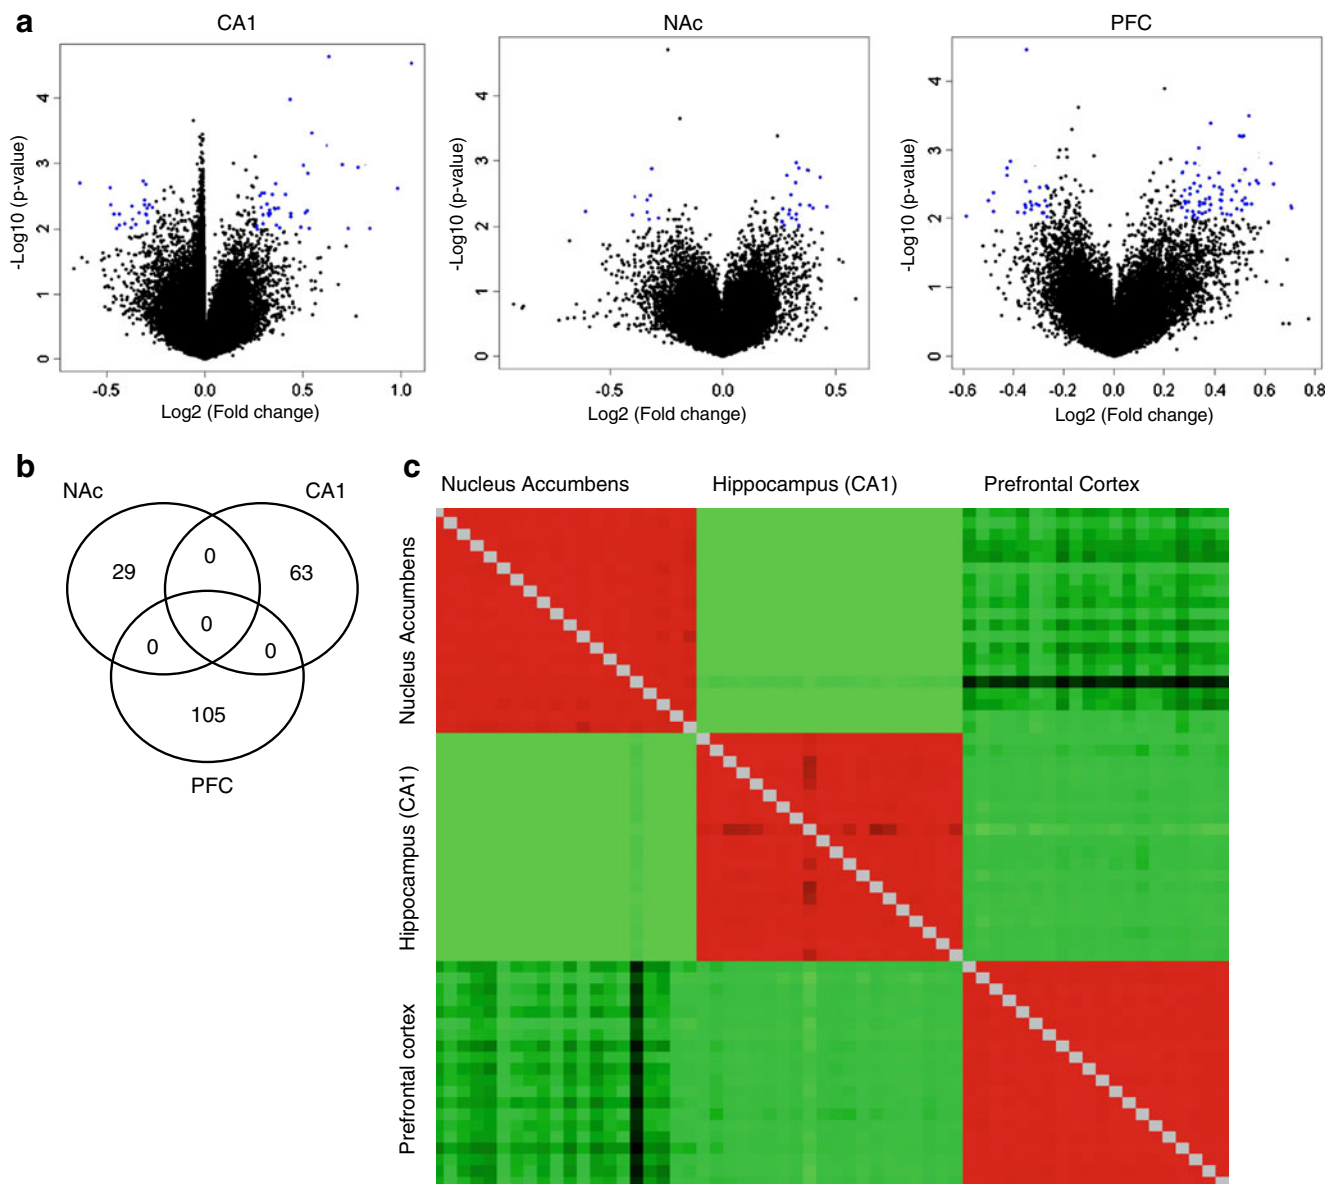 a
CA1
NAc
PFC
-Log10 (p-value)
4
3
2
1
0
-0.5
0.0
0.5
1.0
Log2 (Fold change)
-Log10 (p-value)
4
3
2
1
0
-0.5
0.0
0.5
Log2 (Fold change)
-Log10 (p-value)
4
3
2
1
0
-0.6
-0.4
-0.2
0.0
0.2
0.4
0.6
0.8
Log2 (Fold change)
b
NAc
CA1
29
0
63
0
0
0
105
PFC
c
Nucleus Accumbens
Hippocampus (CA1)
Prefrontal Cortex
Nucleus Accumbens
Hippocampus (CA1)
Prefrontal cortex